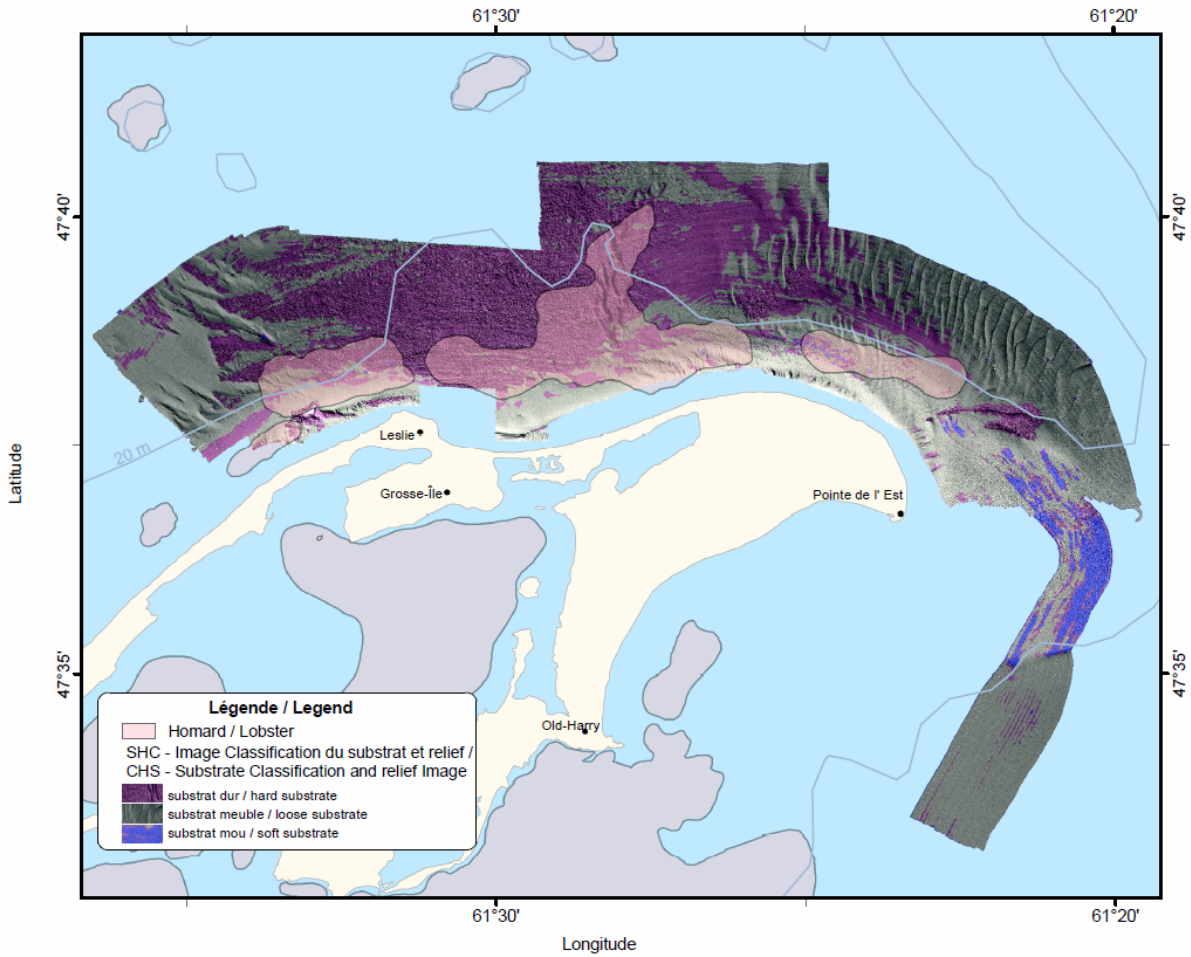 61°30'
61°20'
47°40'
47°40'
20 m
Leslie
Grosse-Île
Pointe de l' Est
Latitude
47°35'
47°35'
Old-Harry
Légende / Legend
Homard / Lobster
SHC - Image Classification du substrat et relief /
CHS - Substrate Classification and relief Image
substrat dur / hard substrate
substrat meuble / loose substrate
substrat mou / soft substrate
61°30'
61°20'
Longitude